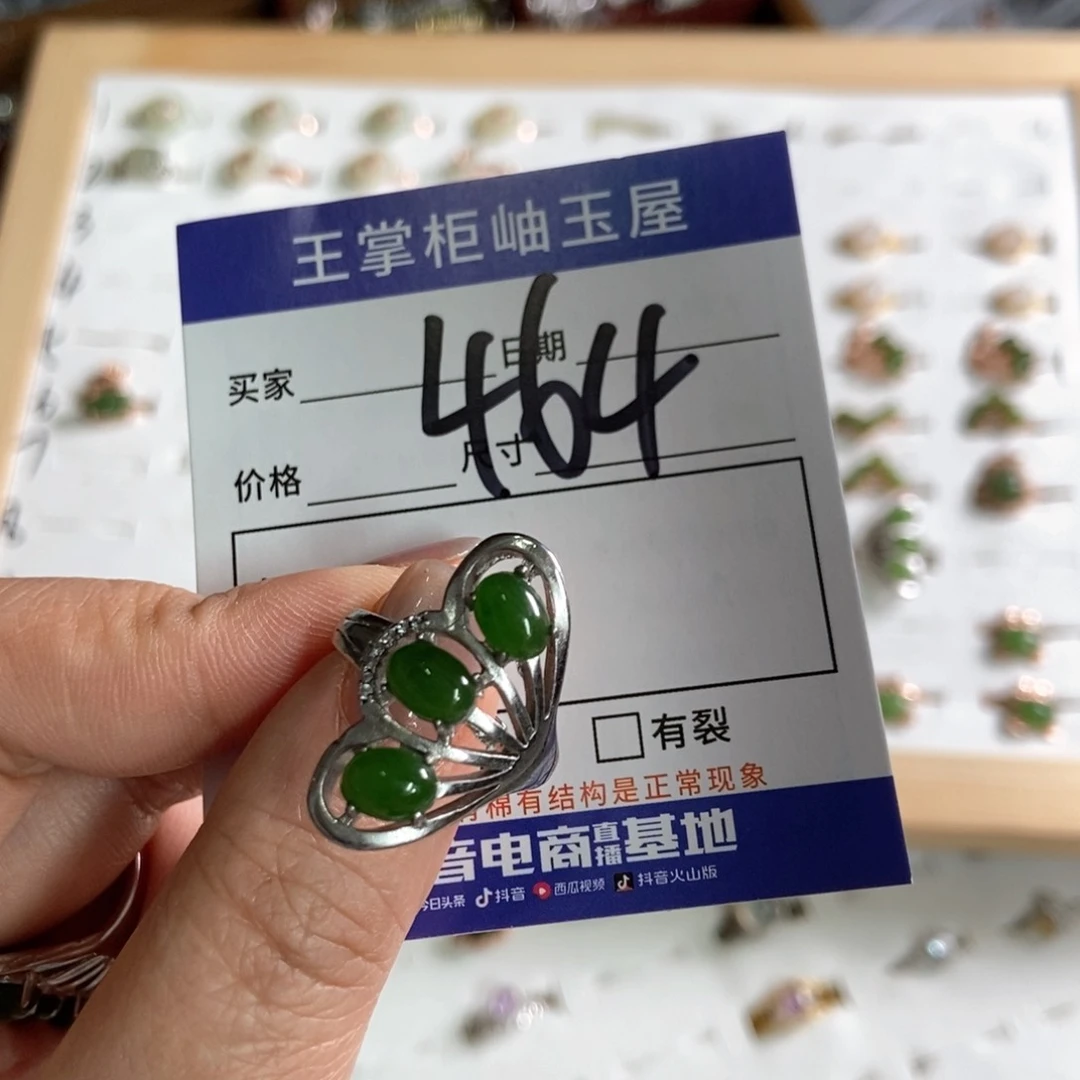 王掌柜岫玉屋
464
买家 日期
价格 尺寸
有裂
棉有结构是正常现象
音电商直播基地
今日头条 抖音 西瓜视频 抖音火山版